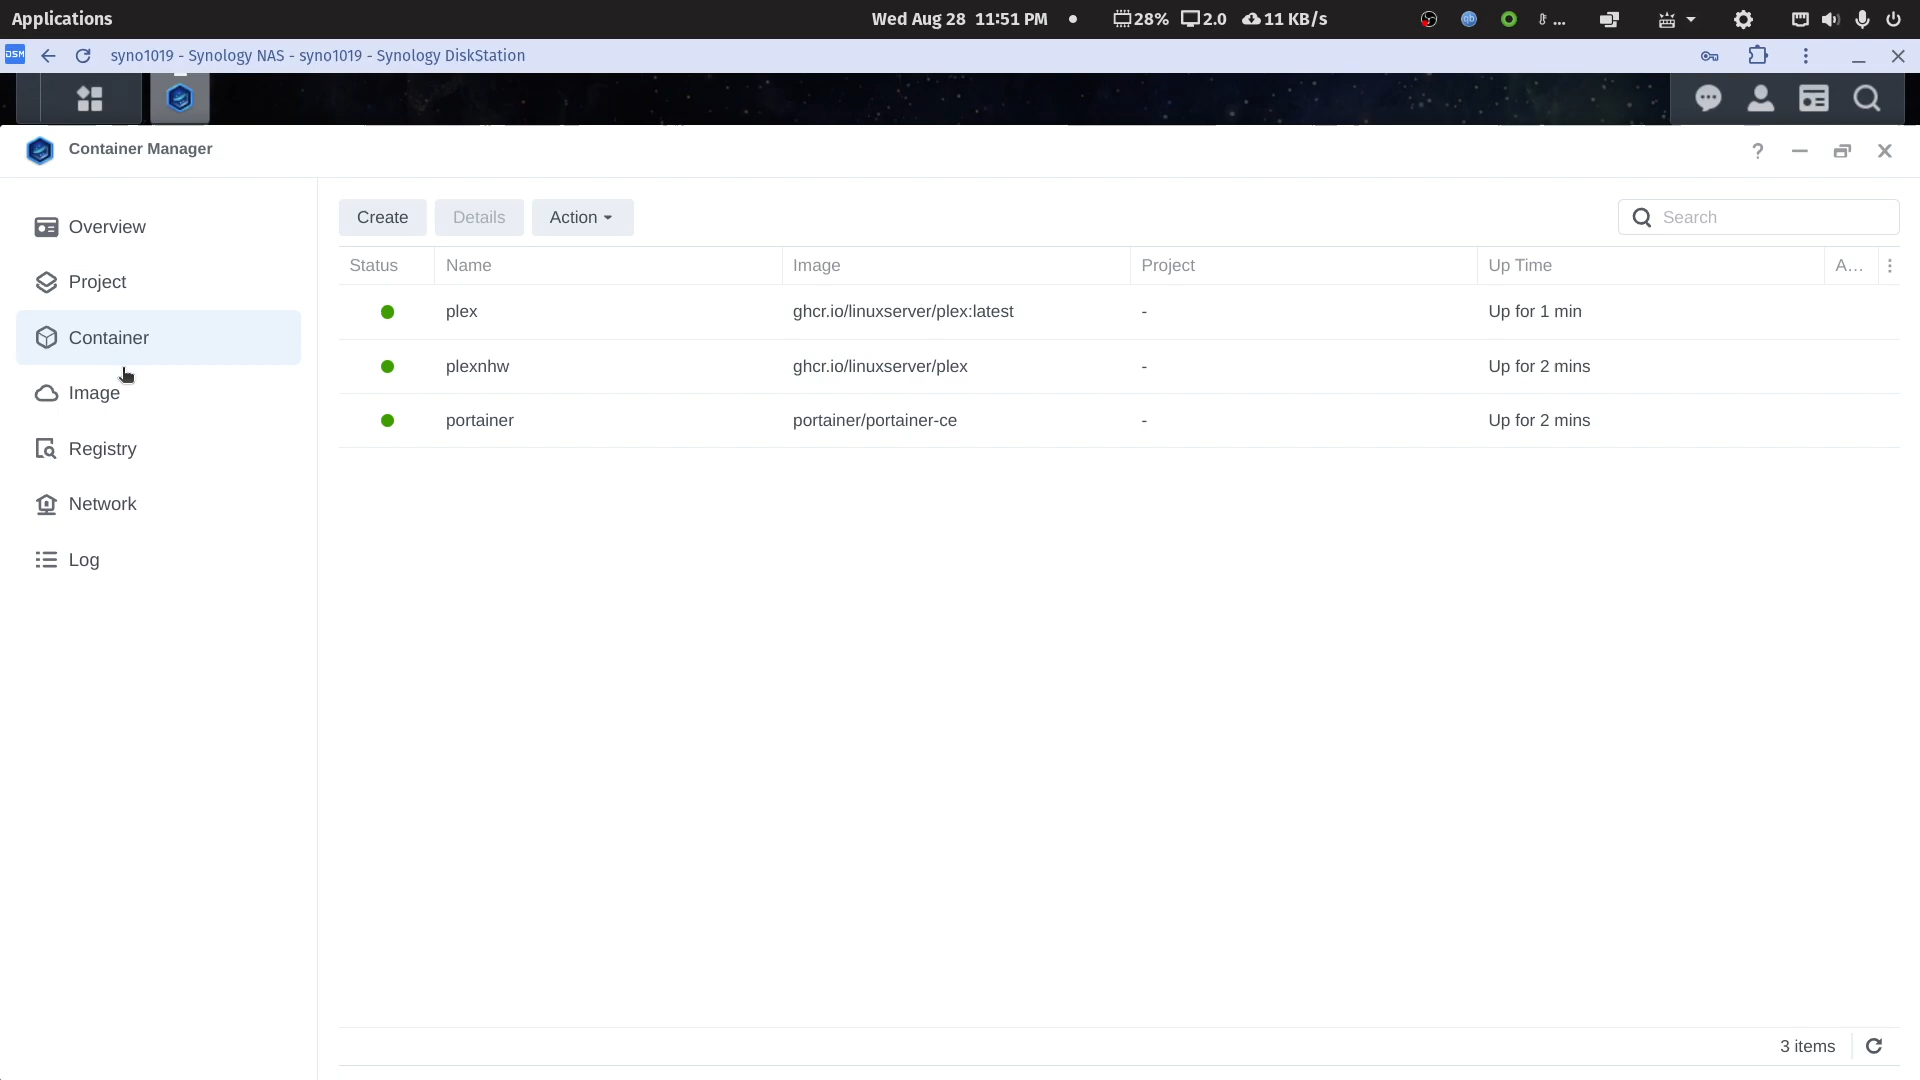 Applications
Wed Aug 28 11:51 PM
28% 2.0 11 KB/s
...
DSM
syno1019 - Synology NAS - syno1019 - Synology DiskStation
Container Manager
?
Overview
Project
Container
Image
Registry
Network
Log
Create Details Action
Search
Status Name Image Project Up Time A...
plex ghcr.io/linuxserver/plex:latest - Up for 1 min
plexnhw ghcr.io/linuxserver/plex - Up for 2 mins
portainer portainer/portainer-ce - Up for 2 mins
3 items